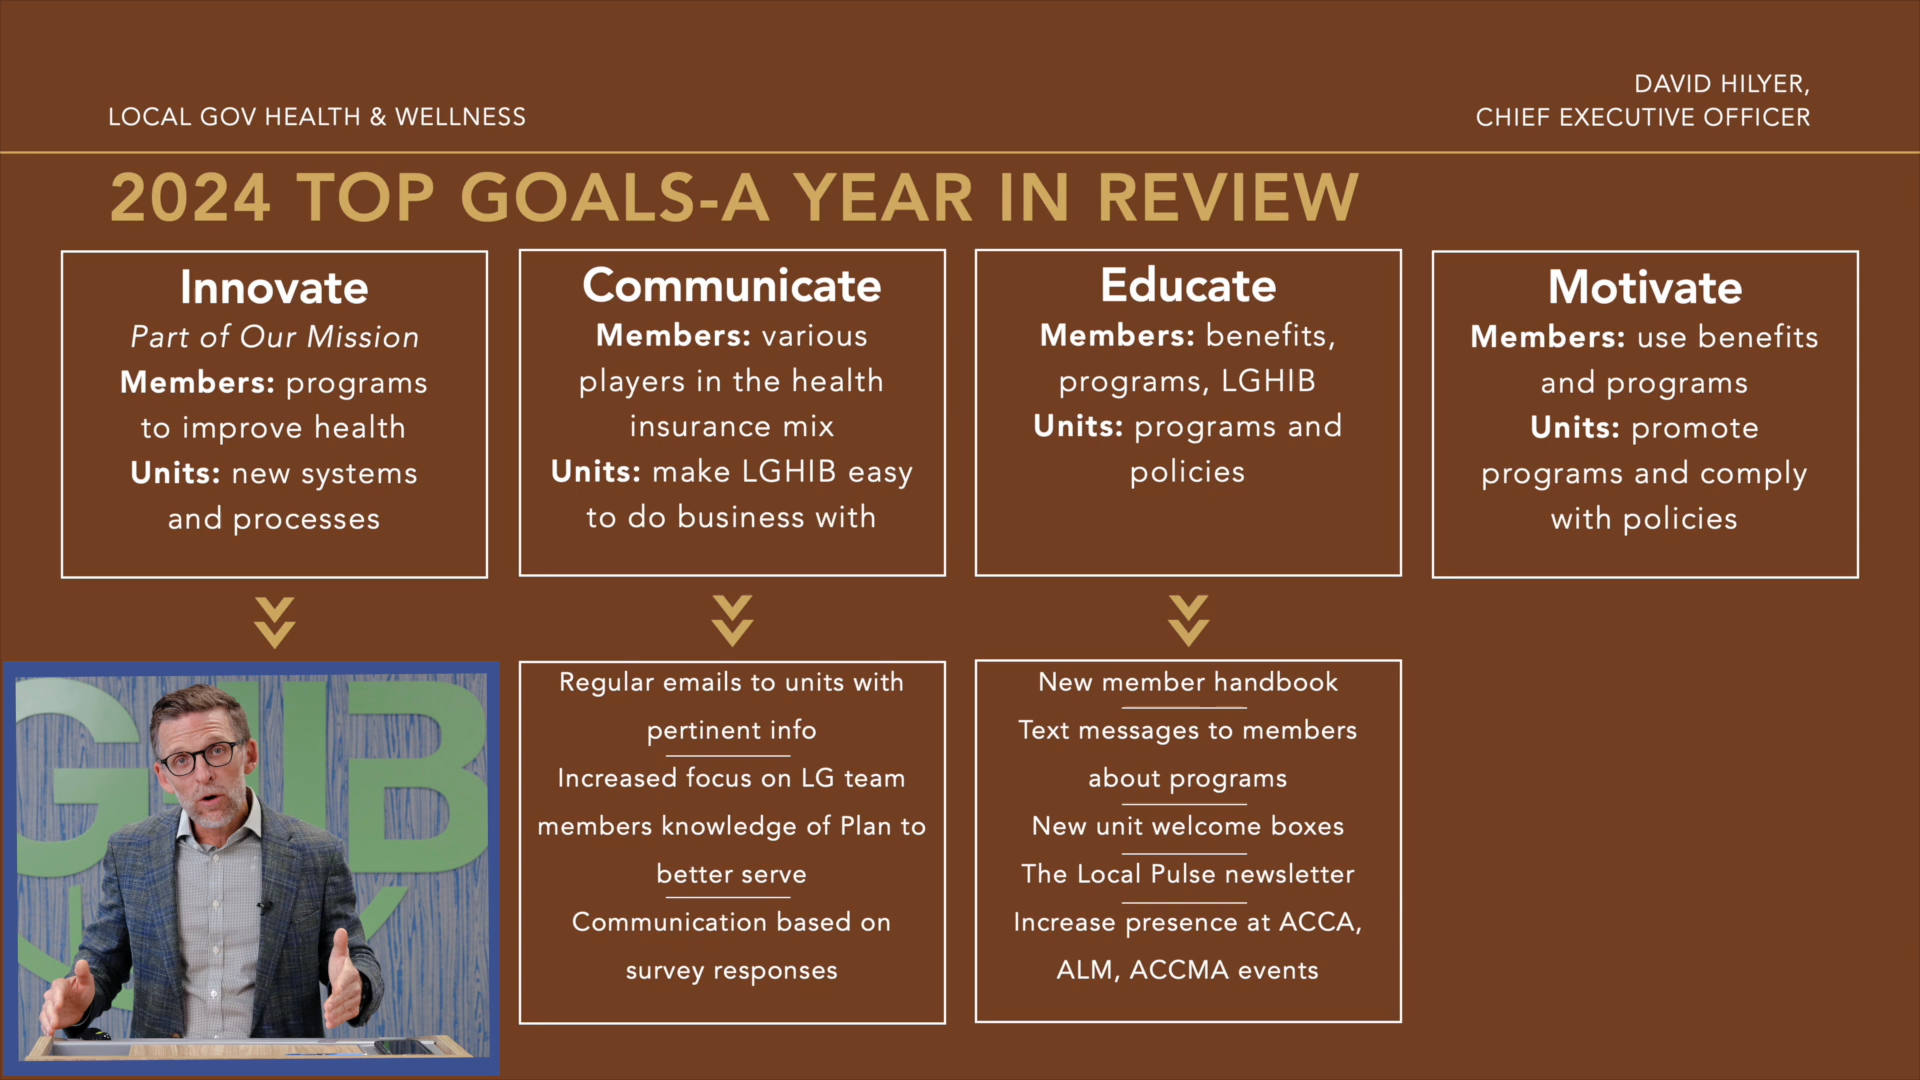 LOCAL GOV HEALTH & WELLNESS
DAVID HILYER,
CHIEF EXECUTIVE OFFICER
2024 TOP GOALS-A YEAR IN REVIEW
Innovate
Part of Our Mission
Members: programs
to improve health
Units: new systems
and processes
Communicate
Members: various
players in the health
insurance mix
Units: make LGHIB easy
to do business with
Educate
Members: benefits,
programs, LGHIB
Units: programs and
policies
Motivate
Members: use benefits
and programs
Units: promote
programs and comply
with policies
GHIB
Regular emails to units with
pertinent info
Increased focus on LG team
members knowledge of Plan to
better serve
Communication based on
survey responses
New member handbook
Text messages to members
about programs
New unit welcome boxes
The Local Pulse newsletter
Increase presence at ACCA,
ALM, ACCMA events